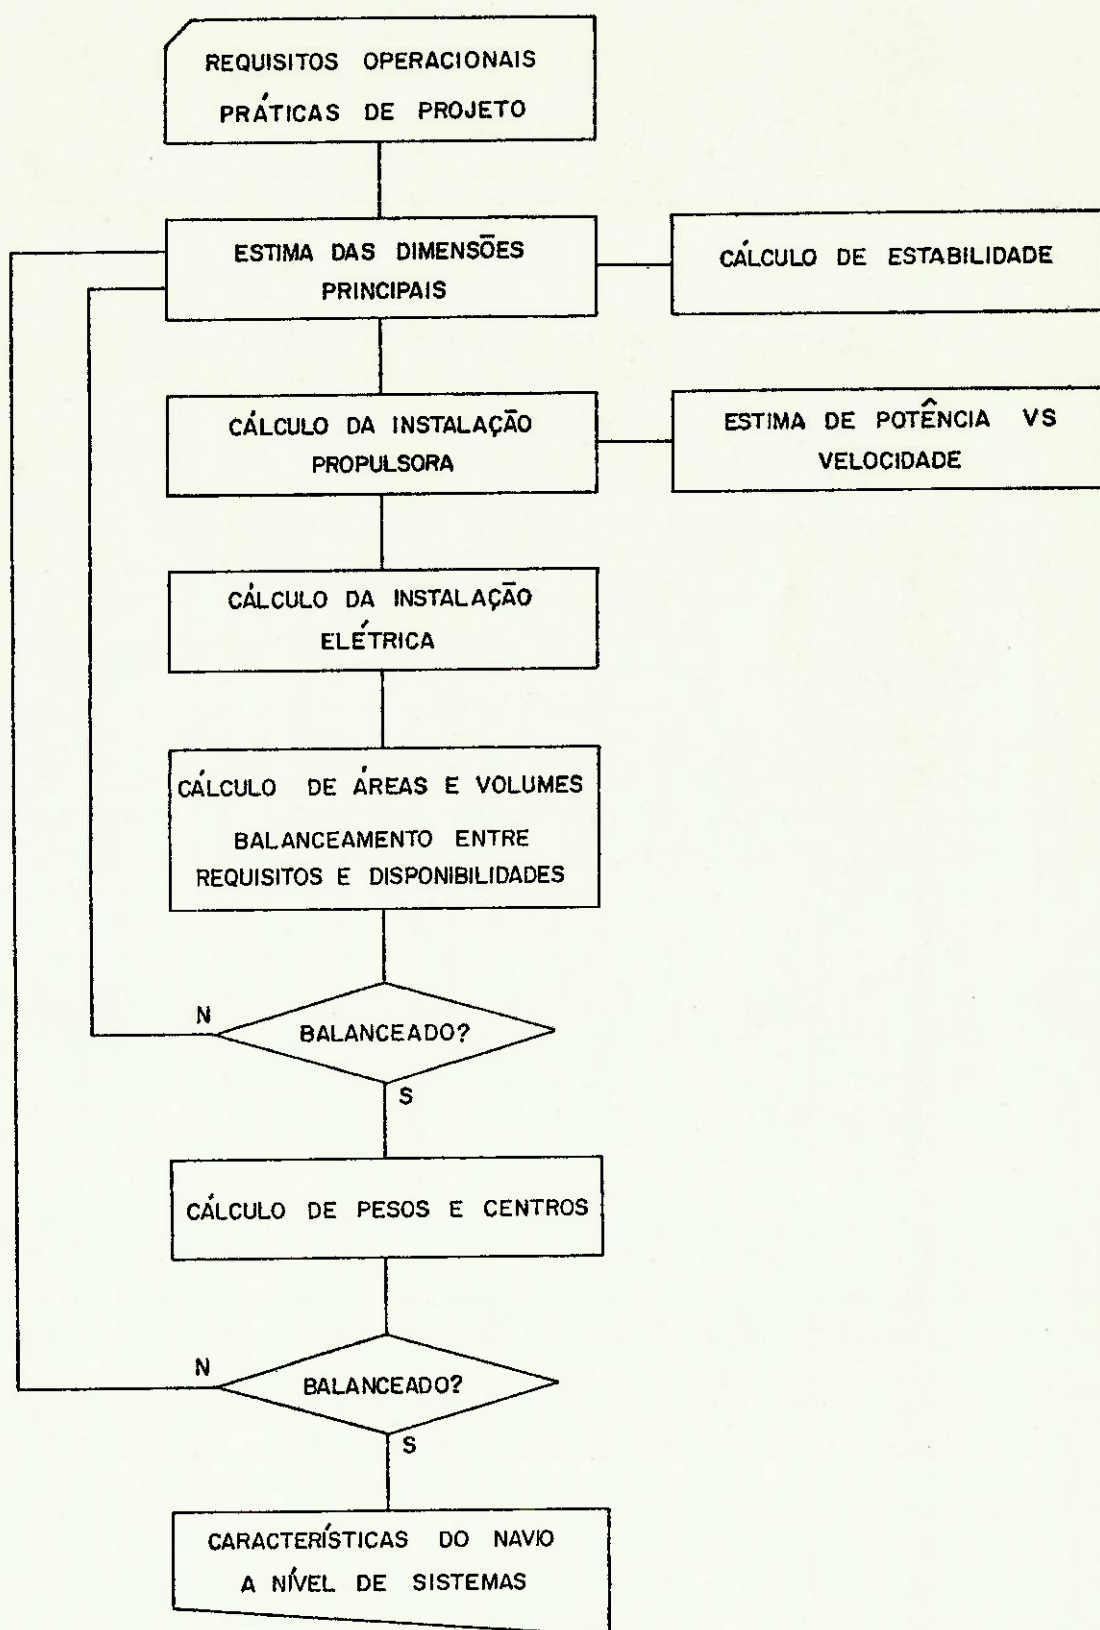 REQUISITOS OPERACIONAIS
PRÁTICAS DE PROJETO
ESTIMA DAS DIMENSÕES
PRINCIPAIS
CÁLCULO DE ESTABILIDADE
CÁLCULO DA INSTALAÇÃO
PROPULSORA
ESTIMA DE POTÊNCIA VS
VELOCIDADE
CÁLCULO DA INSTALAÇÃO
ELÉTRICA
CÁLCULO DE ÁREAS E VOLUMES
BALANCEAMENTO ENTRE
REQUISITOS E DISPONIBILIDADES
N
BALANCEADO?
S
CÁLCULO DE PESOS E CENTROS
N
BALANCEADO?
S
CARACTERÍSTICAS DO NAVIO
A NÍVEL DE SISTEMAS